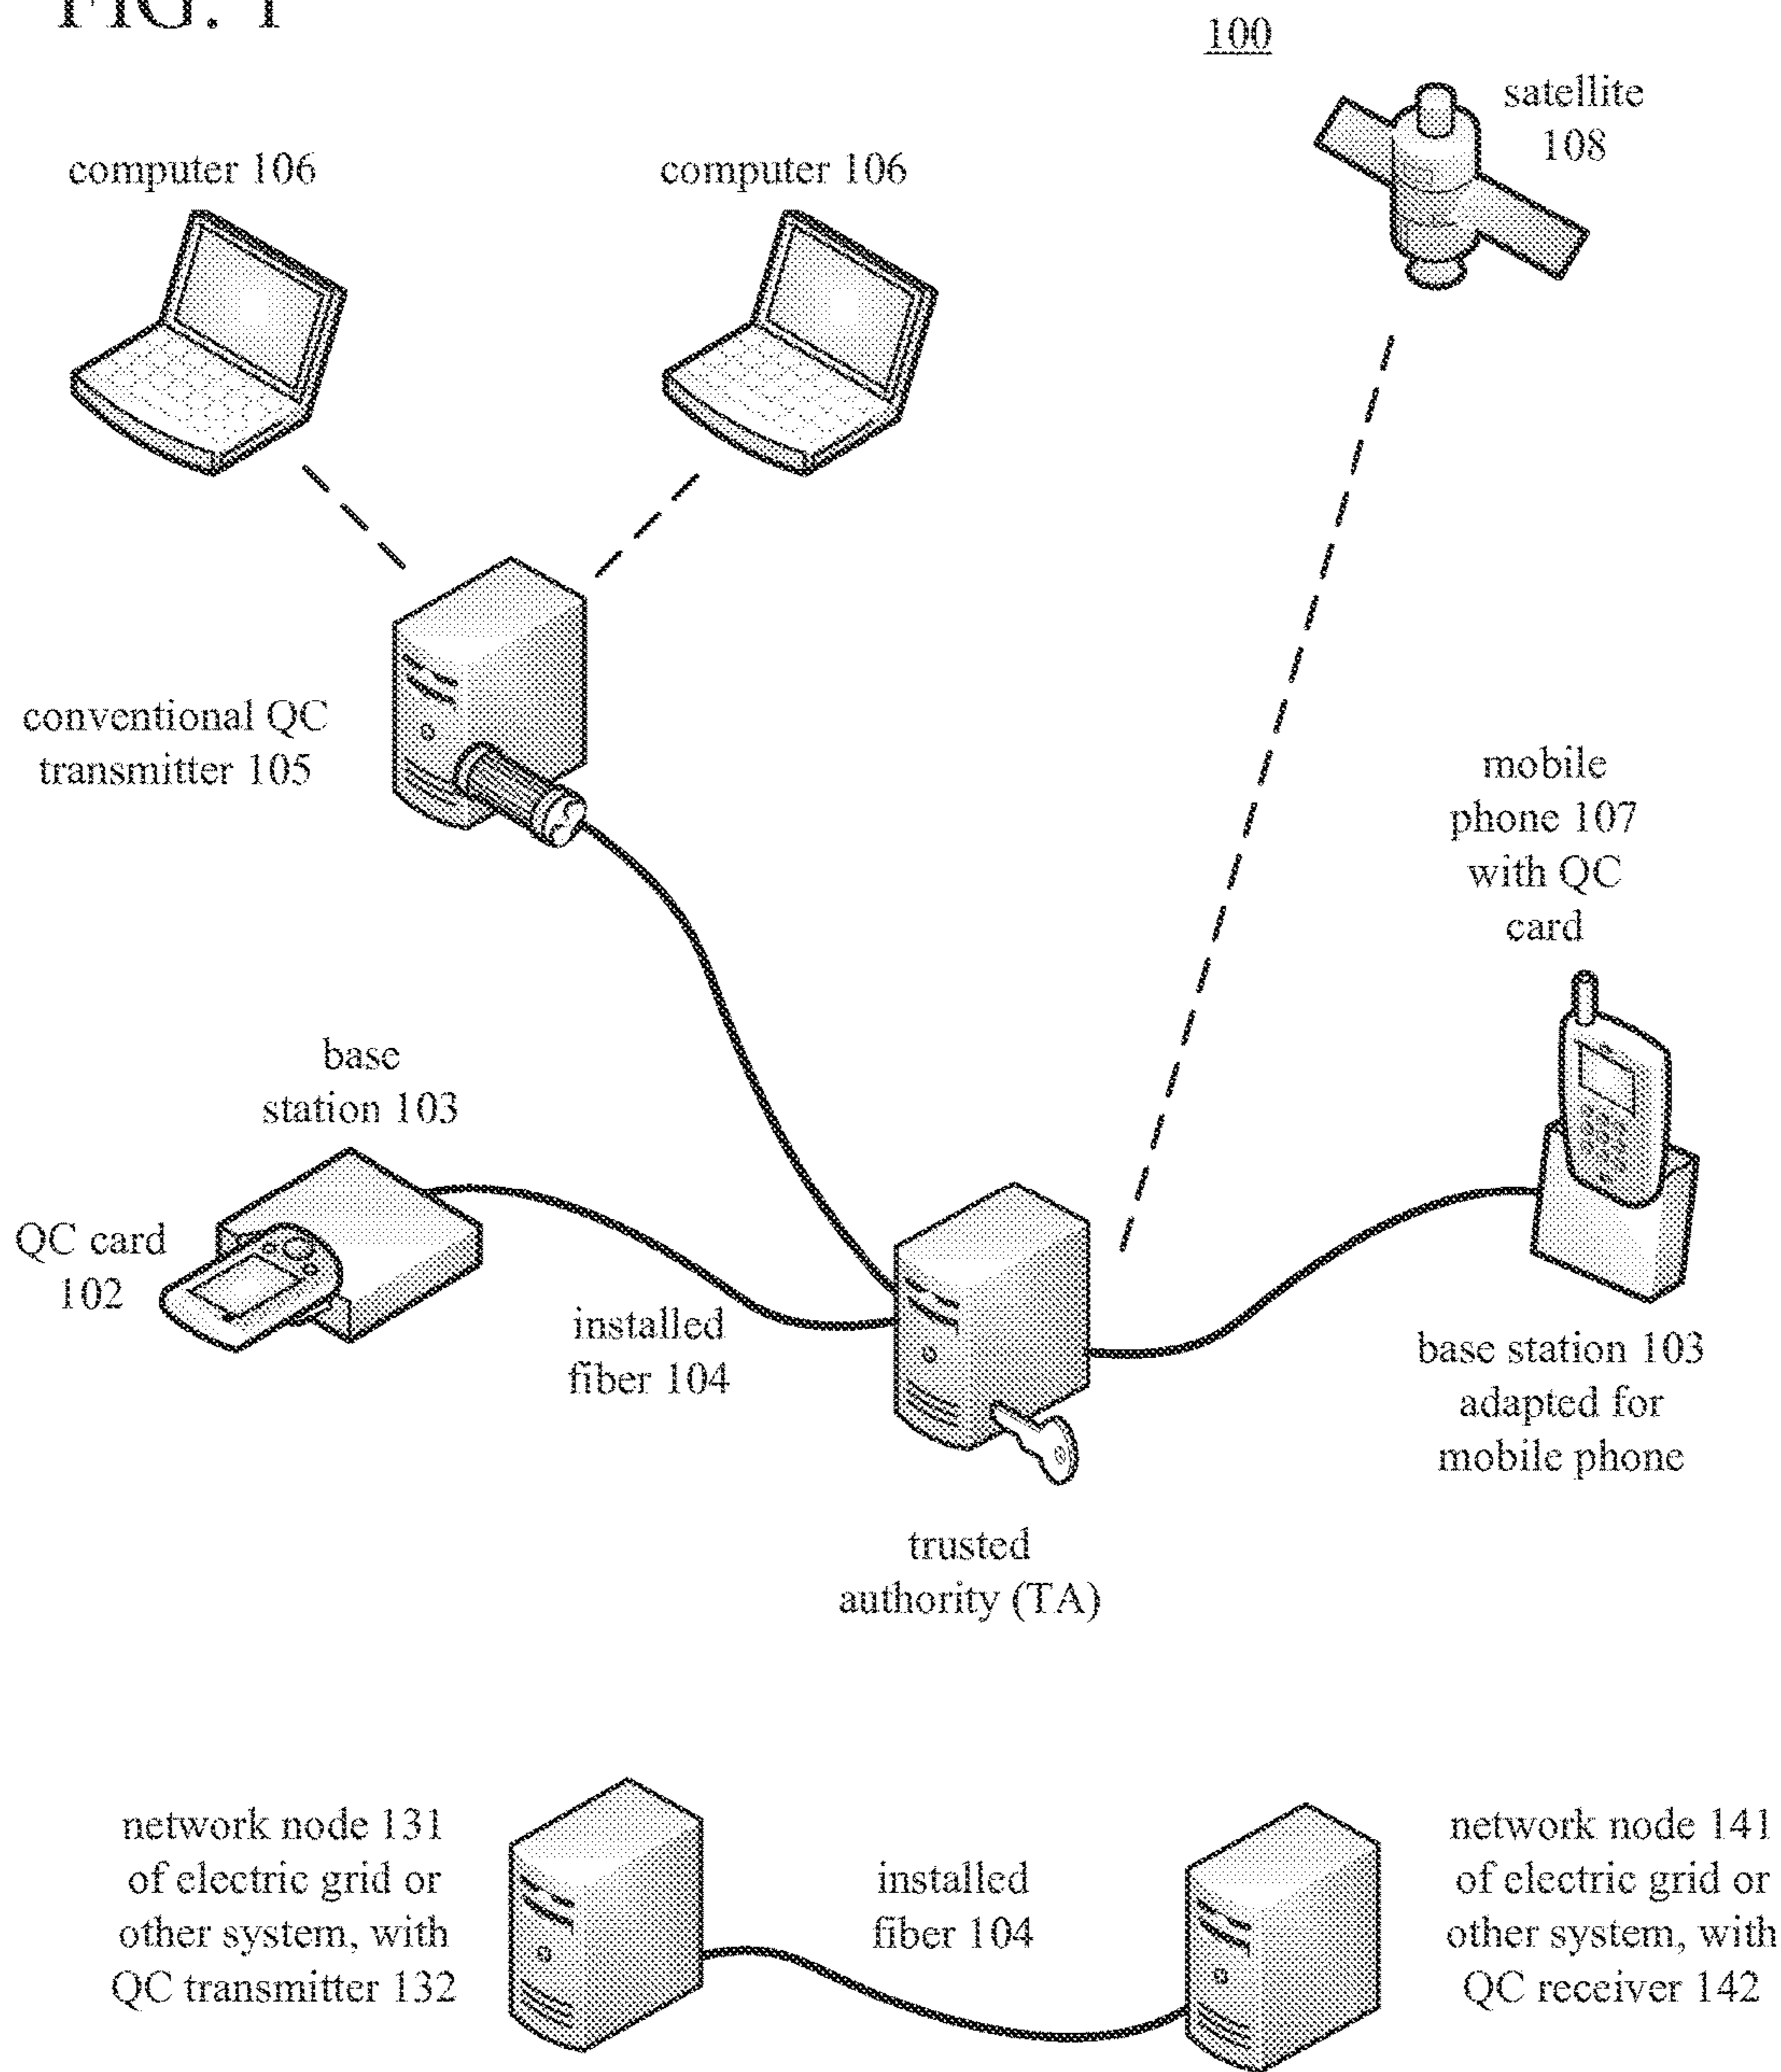 FIG. 1
100
satellite
108
computer 106
computer 106
conventional QC
transmitter 105
mobile
phone 107
with QC
card
base
station 103
QC card
102
installed
fiber 104
base station 103
adapted for
mobile phone
trusted
authority (TA)
network node 131
of electric grid or
other system, with
QC transmitter 132
installed
fiber 104
network node 141
of electric grid or
other system, with
QC receiver 142